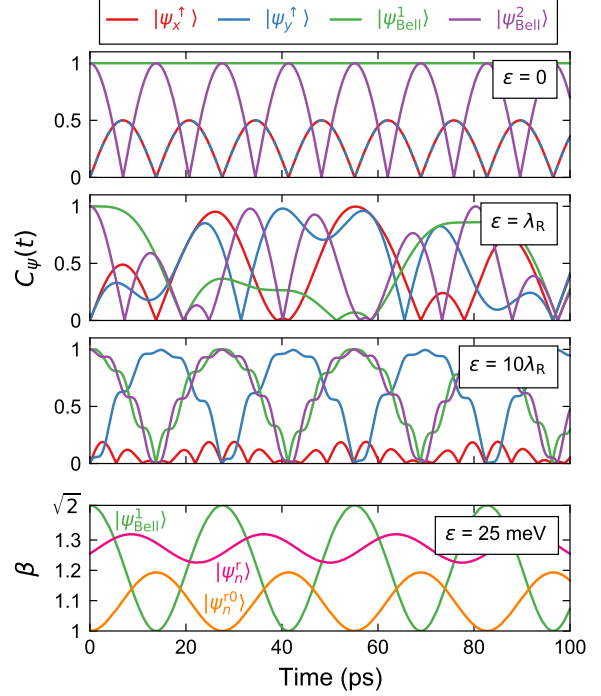 |ψx↑⟩ |ψy↑⟩ |ψ1Bell⟩ |ψ2Bell⟩
1
0.5
0
ε = 0
1
0.5
0
ε = λR
Cψ(t)
1
0.5
0
ε = 10λR
√2
1.3
1.2
1.1
1
β
|ψ1Bell⟩
|ψrn⟩
|ψr0n⟩
ε = 25 meV
0 20 40 60 80 100
Time (ps)